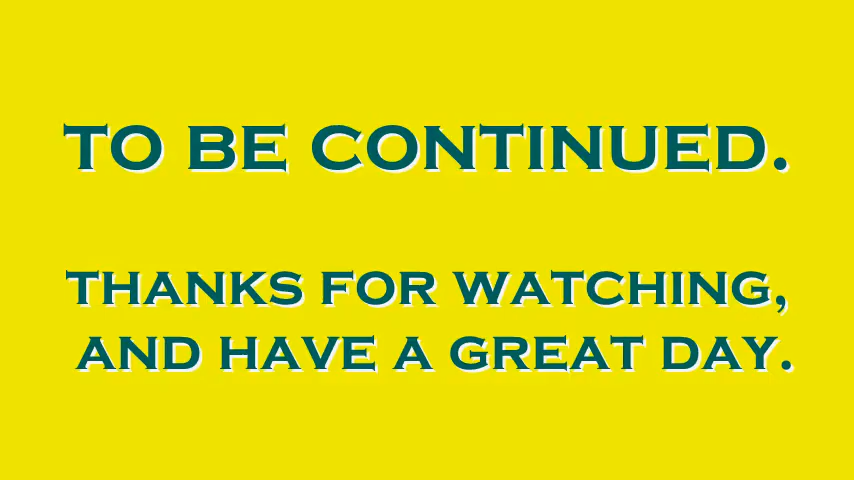 TO BE CONTINUED.
THANKS FOR WATCHING,
AND HAVE A GREAT DAY.